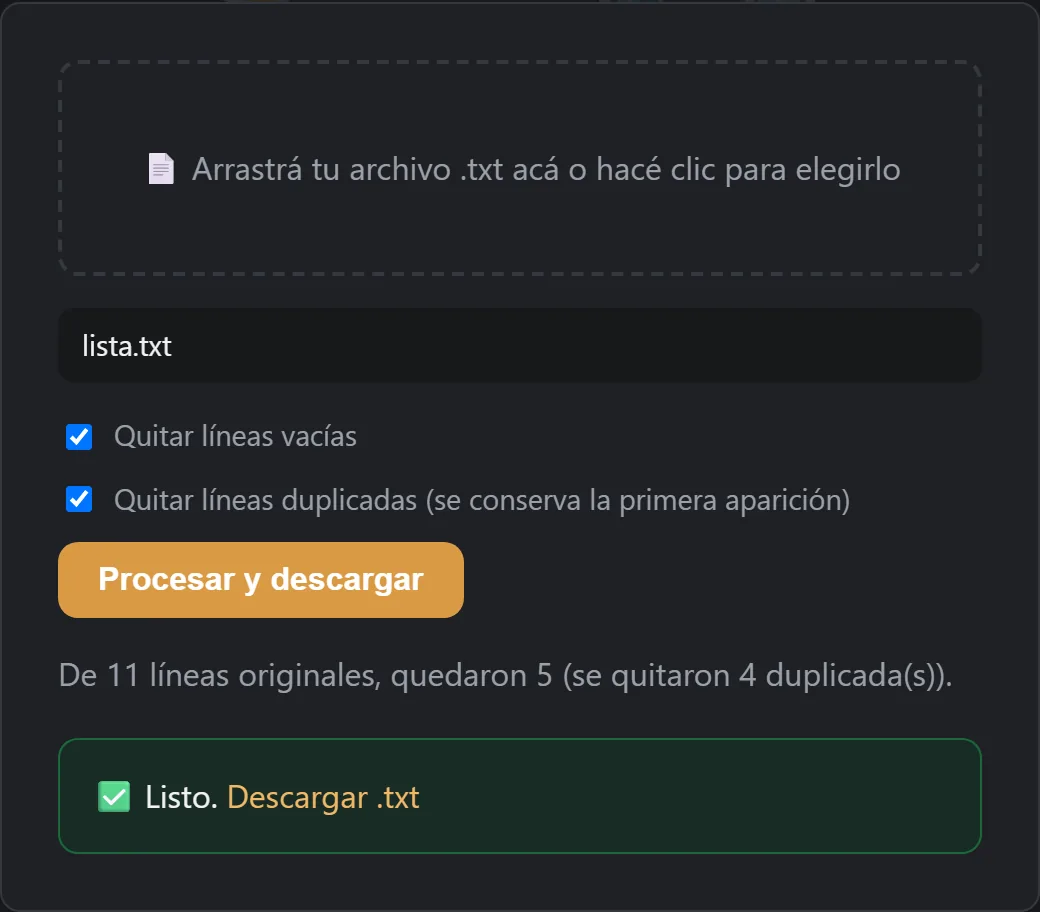 Arrastrá tu archivo .txt acá o hacé clic para elegirlo
lista.txt
Quitar líneas vacías
Quitar líneas duplicadas (se conserva la primera aparición)
Procesar y descargar
De 11 líneas originales, quedaron 5 (se quitaron 4 duplicada(s)).
Listo. Descargar .txt